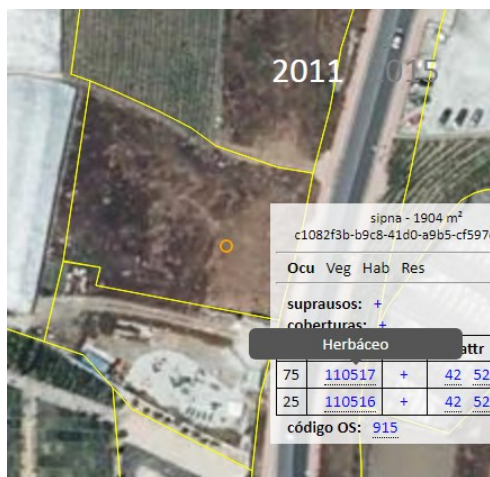 2011 015
sipna - 1904 m²
c1082f3b-b9c8-41d0-a9b5-cf597
Ocu Veg Hab Res
suprausos: +
coberturas: +
Herbáceo
attr
75 110517 + 42 52
25 110516 + 42 52
código OS: 915